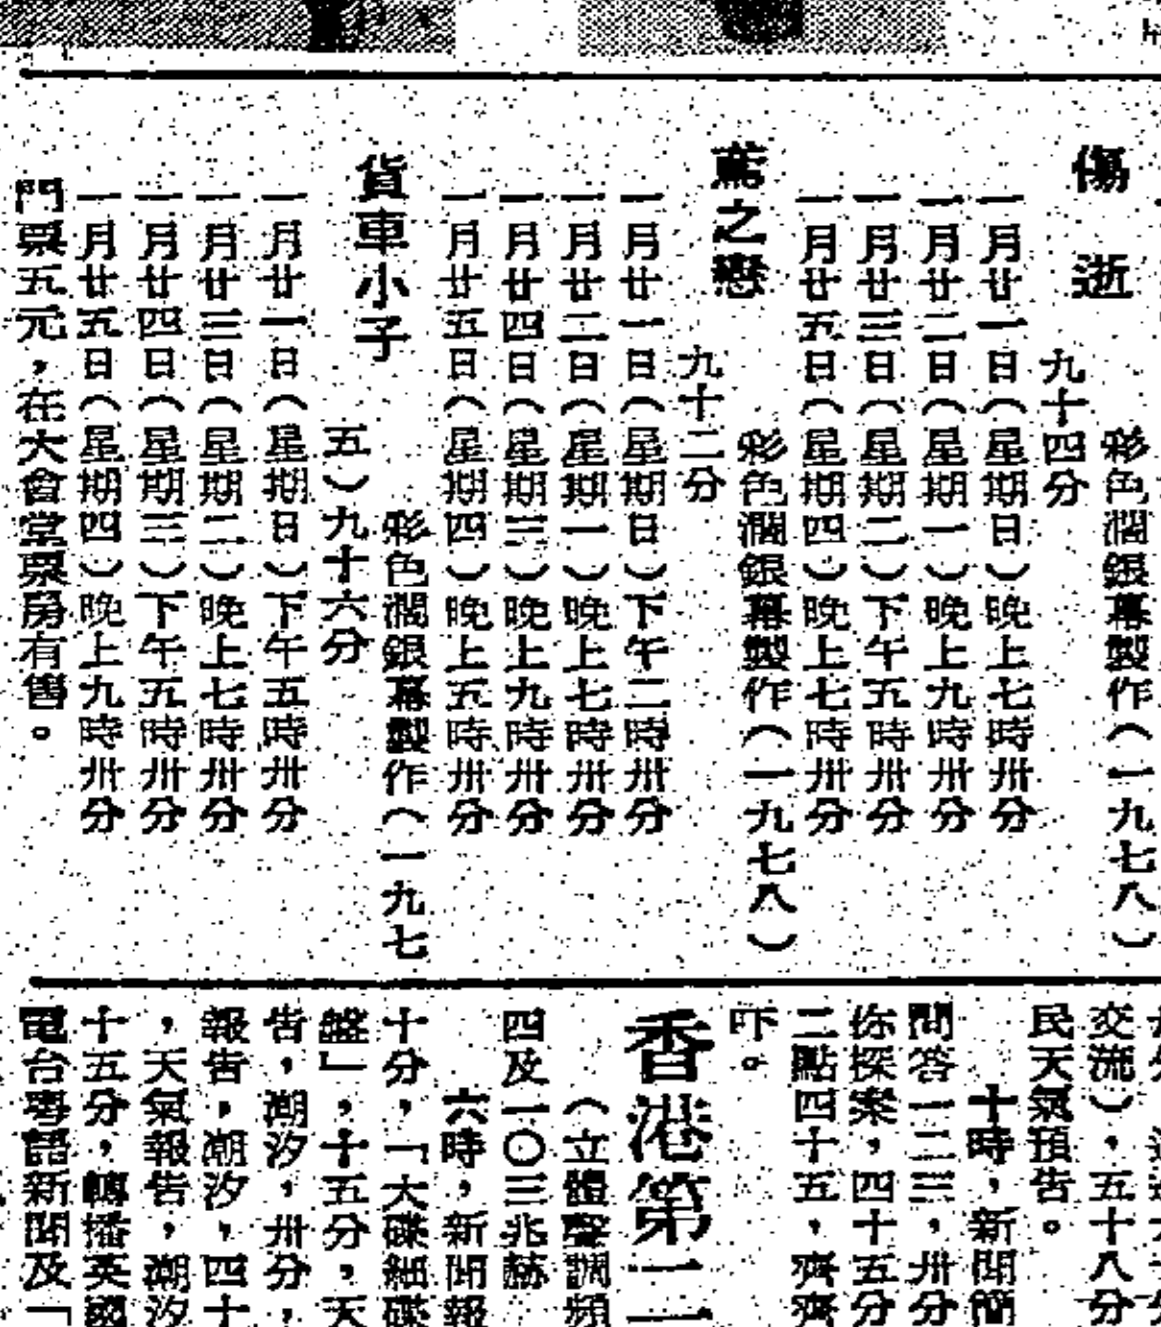 傷逝
彩色濶銀幕製作(一九七八)
九十四分
一月廿一日(星期日)晚上七時卅分
一月廿二日(星期一)晚上九時卅分
一月廿三日(星期二)下午五時卅分
一月廿五日(星期四)晚上七時卅分
鳶之戀
彩色濶銀幕製作(一九七八)
九十二分
一月廿一日(星期日)下午二時卅分
一月廿二日(星期一)晚上七時卅分
一月廿四日(星期三)晚上九時卅分
一月廿五日(星期四)晚上五時卅分
貨車小子
彩色濶銀幕製作(一九七
五)九十六分
一月廿一日(星期日)下午五時卅分
一月廿三日(星期二)晚上七時卅分
一月廿四日(星期三)下午五時卅分
一月廿五日(星期四)晚上九時卅分
門票五元,在大會堂票房有售。
交流),五十八分
民天氣預告。
十時,新聞簡
問答一二三,卅分
你探案,四十五分
二點四十五,齊齊
吓。
香港第二
(立體聲調頻
四及一〇三兆赫
六時,新聞報
十分,「大碟細碟
盤」,十五分,天
告,潮汐,卅分,
報告,潮汐,四十
,天氣報告,潮汐
十五分,轉播英國
電台粵語新聞及「